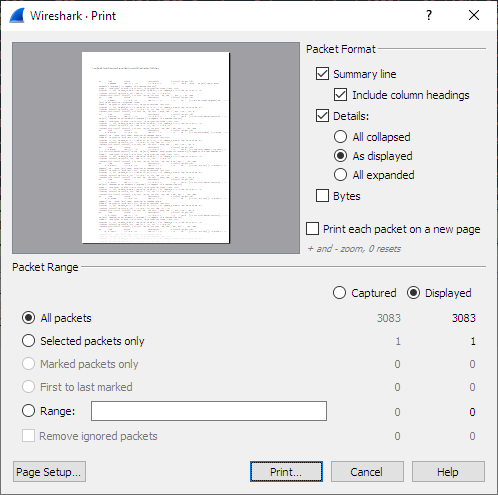 Wireshark · Print
Packet Format
Summary line
Include column headings
Details:
All collapsed
As displayed
All expanded
Bytes
Print each packet on a new page
+ and - zoom, 0 resets
Packet Range
Captured Displayed
All packets 3083 3083
Selected packets only 1 1
Marked packets only 0 0
First to last marked 0 0
Range: 0 0
Remove ignored packets 0 0
Page Setup... Print... Cancel Help